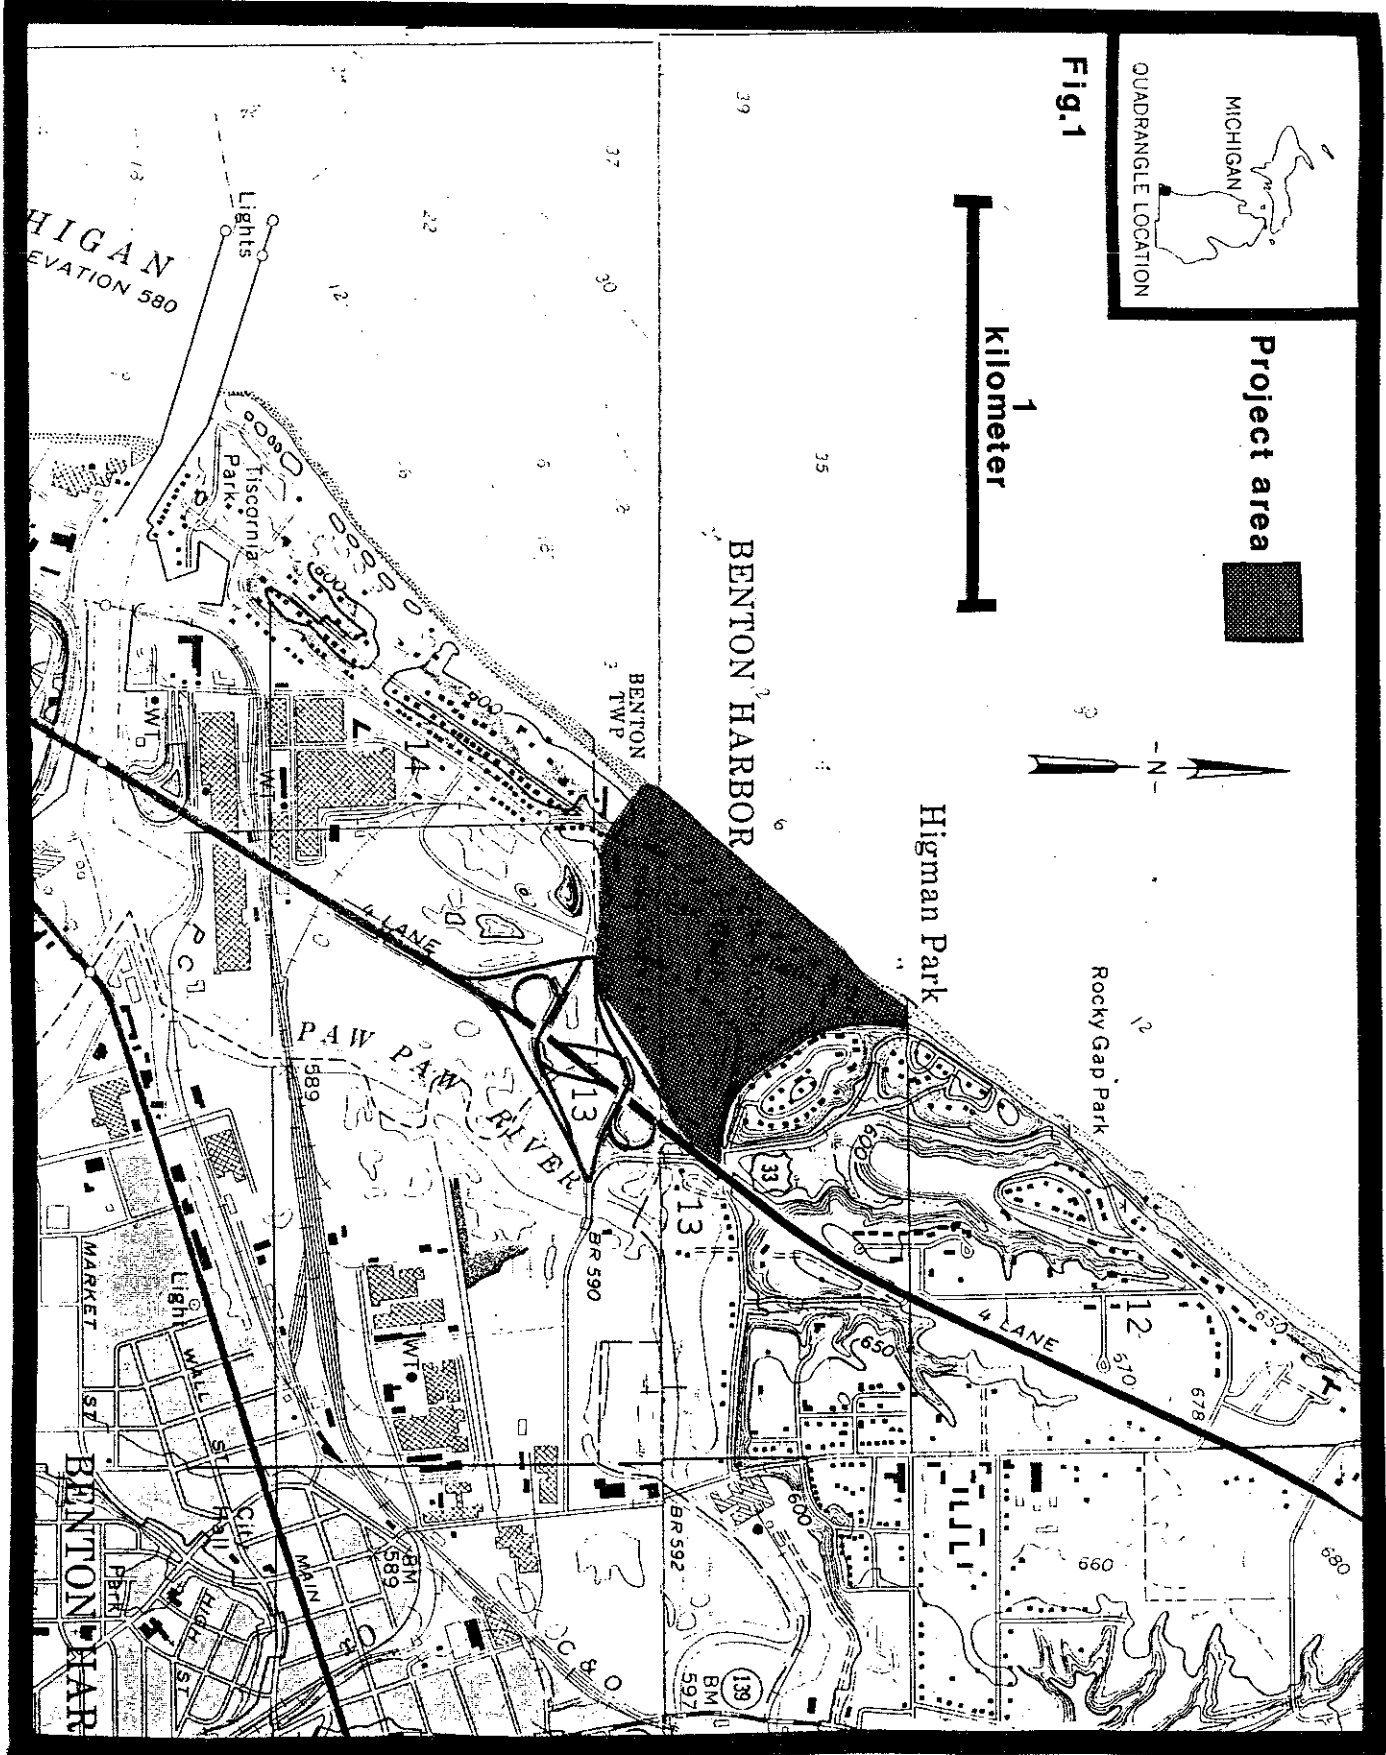 MICHIGAN
QUADRANGLE LOCATION
Fig.1
Project area
1
kilometer
-N-
39
37
22
30
12
35
18
6
6
12
HIGAN
EVATION 580
Lights
Tiscornia
Park
600
600
BENTON
TWP
BENTON HARBOR
Higman Park
Rocky Gap Park
14
WT
WT
4 LANE
PAW PAW RIVER
589
13
13
33
600
650
650
12
670
678
4 LANE
BR 590
BR 592
WT
600
660
680
139
BM
597
BM
589
C & O
MARKET ST
Light
WALL ST
City
Hall
MAIN
HIGH ST
Park
BENTON HAR